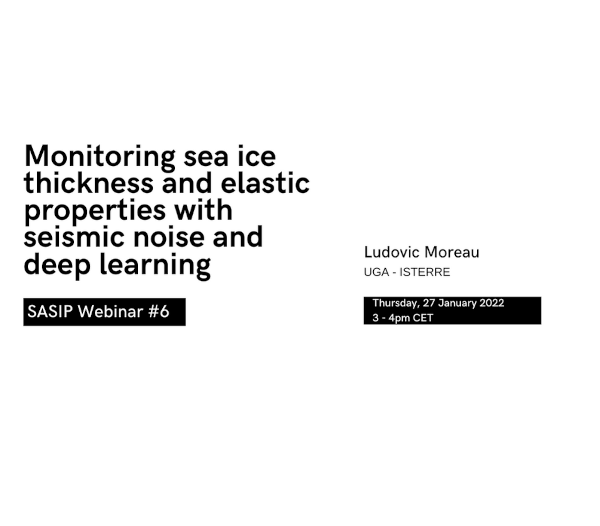 Monitoring sea ice
thickness and elastic
properties with
seismic noise and
deep learning
SASIP Webinar #6
Ludovic Moreau
UGA - ISTERRE
Thursday, 27 January 2022
3 - 4pm CET